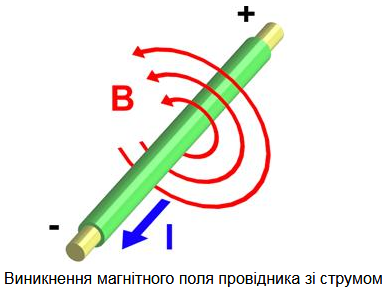 +
B
-
I
Виникнення магнітного поля провідника зі струмом